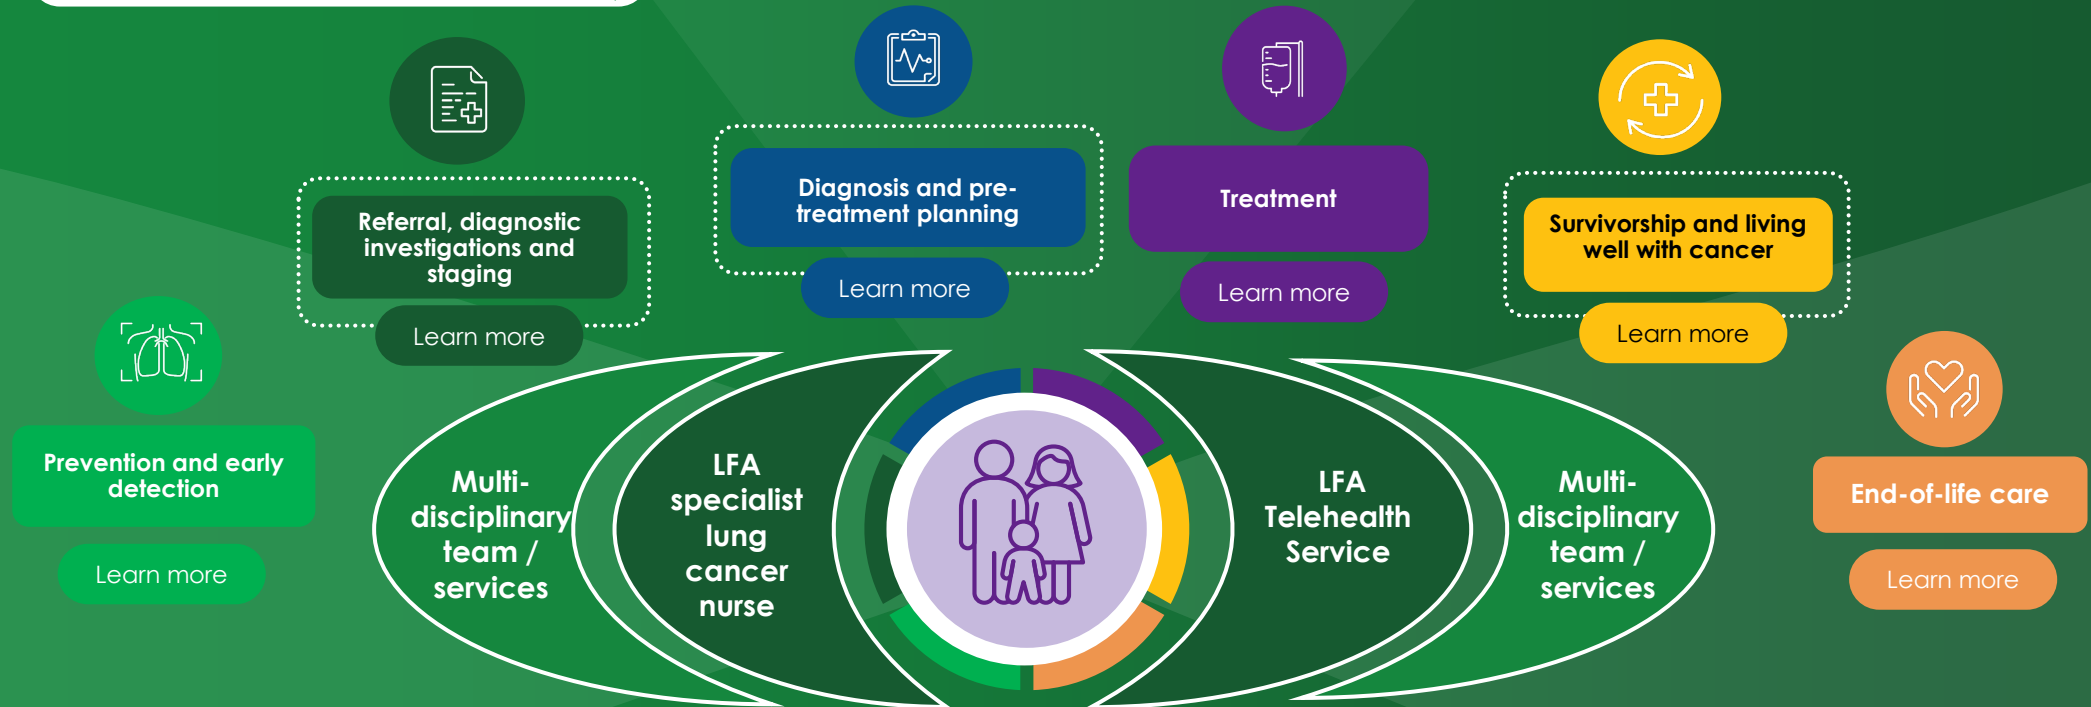 Prevention and early
detection
Learn more
Referral, diagnostic
investigations and
staging
Learn more
Diagnosis and pre-
treatment planning
Learn more
Treatment
Learn more
Survivorship and living
well with cancer
Learn more
End-of-life care
Learn more
Multi-
disciplinary
team /
services
LFA
specialist
lung
cancer
nurse
LFA
Telehealth
Service
Multi-
disciplinary
team /
services